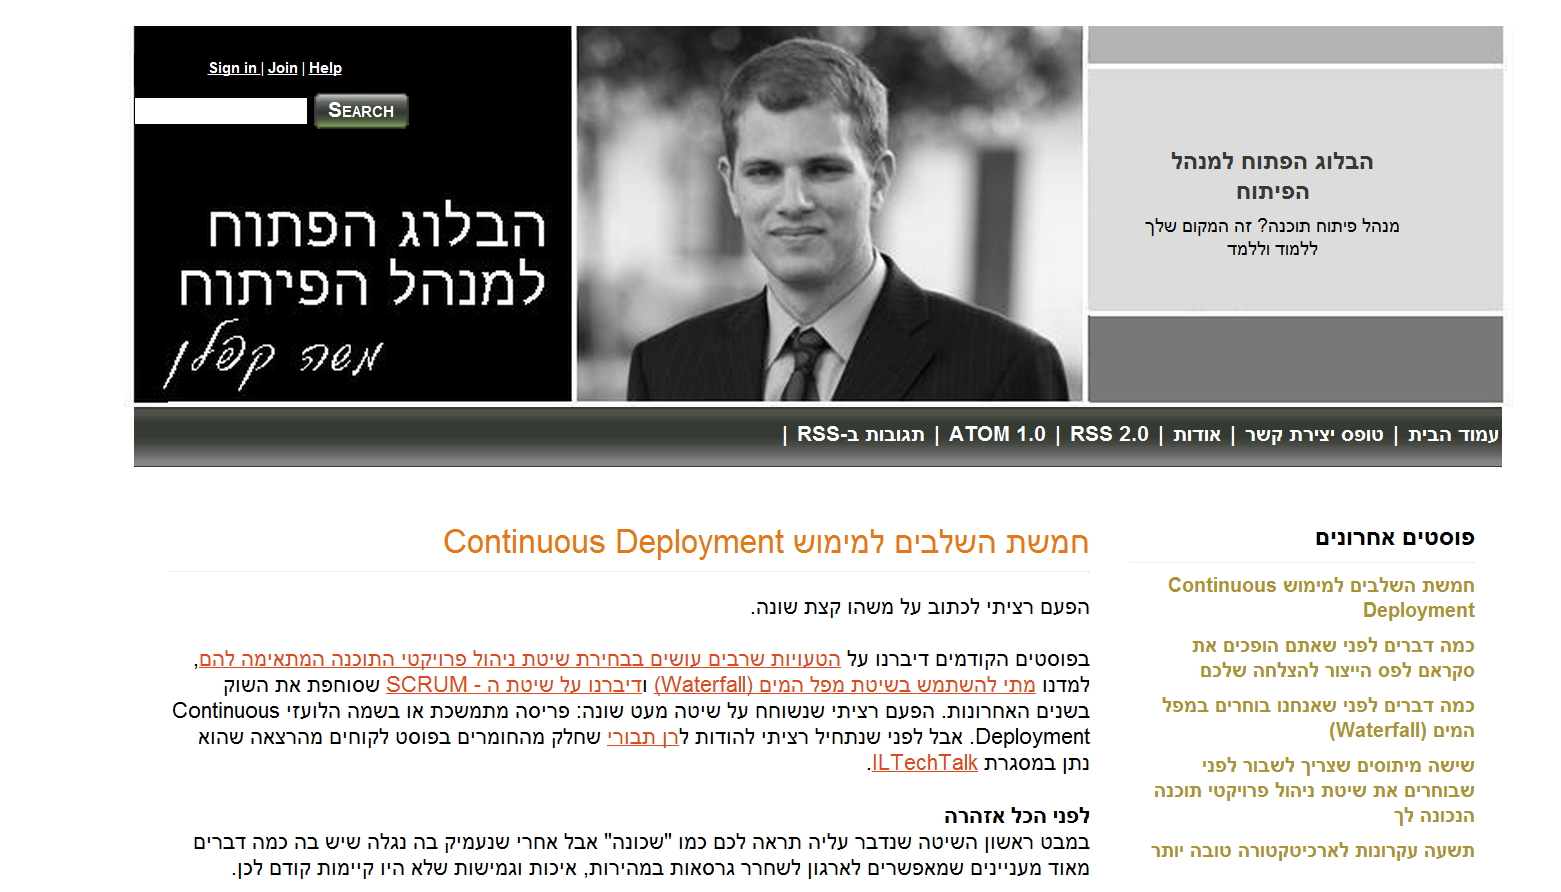 Sign in | Join | Help
SEARCH
הבלוג הפתוח
למנהל הפיתוח
משה קפלן
הבלוג הפתוח למנהל
הפיתוח
מנהל פיתוח תוכנה? זה המקום שלך
ללמוד וללמד
עמוד הבית | טופס יצירת קשר | אודות | RSS 2.0 | ATOM 1.0 | תגובות ב-RSS |
פוסטים אחרונים
חמשת השלבים למימוש Continuous
Deployment
כמה דברים לפני שאתם הופכים את
סקראם לפס הייצור להצלחה שלכם
כמה דברים לפני שאנחנו בוחרים במפל
המים (Waterfall)
שישה מיתוסים שצריך לשבור לפני
שבוחרים את שיטת ניהול פרויקטי תוכנה
הנכונה לך
תשעה עקרונות לארכיטקטורה טובה יותר
חמשת השלבים למימוש Continuous Deployment
הפעם רציתי לכתוב על משהו קצת שונה.
בפוסטים הקודמים דיברנו על הטעויות שרבים עושים בבחירת שיטת ניהול פרויקטי התוכנה המתאימה להם,
למדנו מתי להשתמש בשיטת מפל המים (Waterfall) ודיברנו על שיטת ה - SCRUM שסוחפת את השוק
בשנים האחרונות. הפעם רציתי שנשוחח על שיטה מעט שונה: פריסה מתמשכת או בשמה הלועזי Continuous
Deployment. אבל לפני שנתחיל רציתי להודות לרן תבורי שחלק מהחומרים בפוסט לקוחים מהרצאה שהוא
נתן במסגרת ILTechTalk.
לפני הכל אזהרה
במבט ראשון השיטה שנדבר עליה תראה לכם כמו "שכונה" אבל אחרי שנעמיק בה נגלה שיש בה כמה דברים
מאוד מעניינים שמאפשרים לארגון לשחרר גרסאות במהירות, איכות וגמישות שלא היו קיימות קודם לכן.